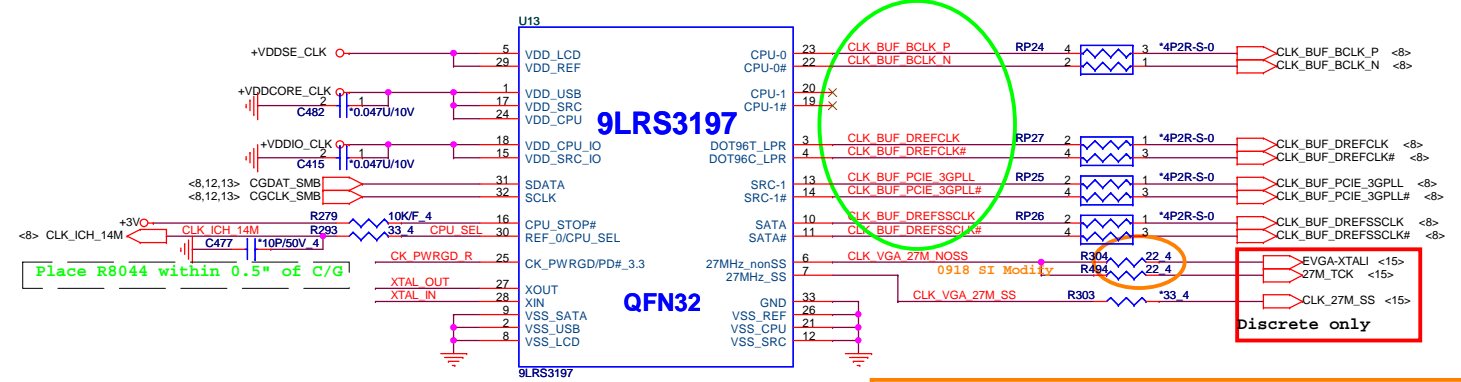 U13
+VDDSE_CLK 5 VDD_LCD CPU-0 23 CLK_BUF_BCLK_P RP24 4 3 *4P2R-S-0 CLK_BUF_BCLK_P <8>
29 VDD_REF CPU-0# 22 CLK_BUF_BCLK_N 2 1 CLK_BUF_BCLK_N <8>
+VDDCORE_CLK 1 VDD_USB CPU-1 20
2 1 17 VDD_SRC CPU-1# 19
C482 *0.047U/10V 24 VDD_CPU
9LRS3197
+VDDIO_CLK 18 VDD_CPU_IO DOT96T_LPR 3 CLK_BUF_DREFCLK RP27 2 1 *4P2R-S-0 CLK_BUF_DREFCLK <8>
2 1 15 VDD_SRC_IO DOT96C_LPR 4 CLK_BUF_DREFCLK# 4 3 CLK_BUF_DREFCLK# <8>
C415 *0.047U/10V
<8,12,13> CGDAT_SMB 31 SDATA SRC-1 13 CLK_BUF_PCIE_3GPLL RP25 2 1 *4P2R-S-0 CLK_BUF_PCIE_3GPLL <8>
<8,12,13> CGCLK_SMB 32 SCLK SRC-1# 14 CLK_BUF_PCIE_3GPLL# 4 3 CLK_BUF_PCIE_3GPLL# <8>
+3V R279 10K/F_4 16 CPU_STOP# SATA 10 CLK_BUF_DREFSSCLK RP26 2 1 *4P2R-S-0 CLK_BUF_DREFSSCLK <8>
<8> CLK_ICH_14M CLK_ICH_14M R293 33_4 CPU_SEL 30 REF_0/CPU_SEL SATA# 11 CLK_BUF_DREFSSCLK# 4 3 CLK_BUF_DREFSSCLK# <8>
C477 *10P/50V_4
CK_PWRGD_R 25 CK_PWRGD/PD#_3.3 27MHz_nonSS 6 CLK_VGA_27M_NOSS R304 22_4 EVGA-XTALI <15>
Place R8044 within 0.5" of C/G 27MHz_SS 7 0918 SI Modify R494 22_4 27M_TCK <15>
XTAL_OUT 27 XOUT
XTAL_IN 28 XIN QFN32 GND 33 CLK_VGA_27M_SS R303 *33_4 CLK_27M_SS <15>
9 VSS_SATA VSS_REF 26
2 VSS_USB VSS_CPU 21 Discrete only
8 VSS_LCD VSS_SRC 12
9LRS3197